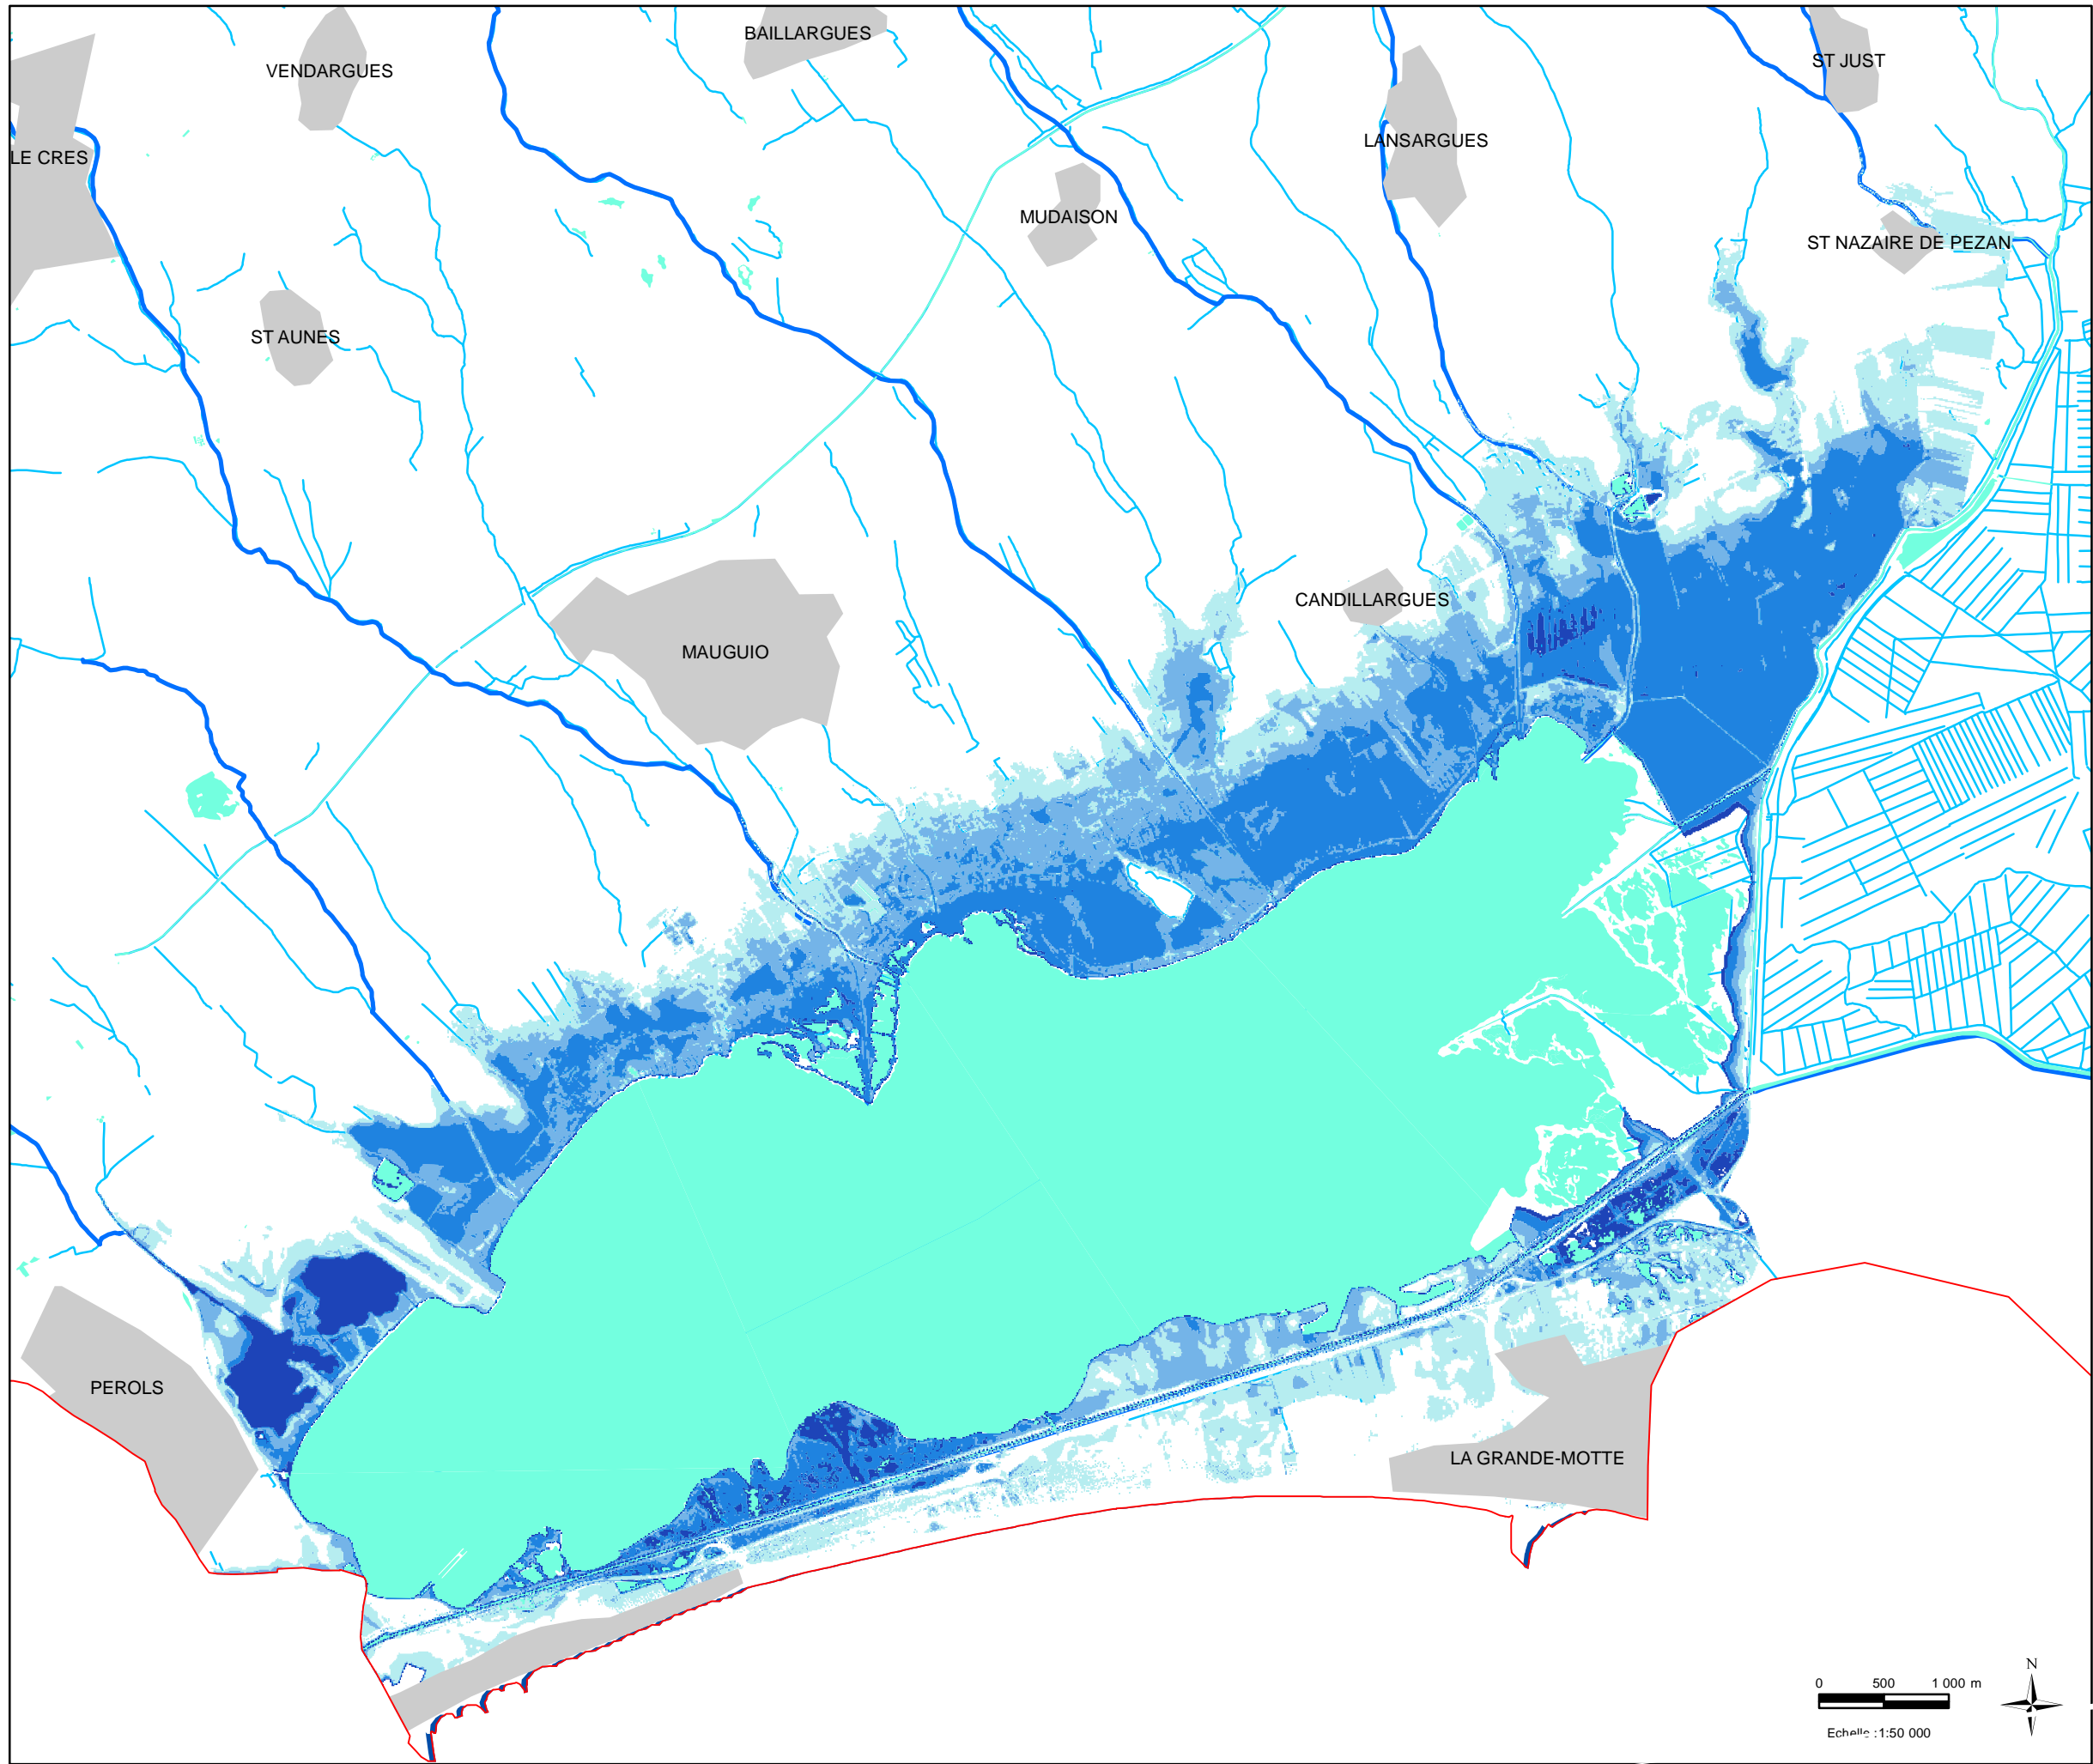 BAILLARGUES
VENDARGUES
ST JUST
LANSARGUES
LE CRES
MUDAISON
ST NAZAIRE DE PEZAN
ST AUNES
CANDILLARGUES
MAUGUIO
PEROLS
LA GRANDE-MOTTE
N
0 500 1 000 m
Echelle :1:50 000